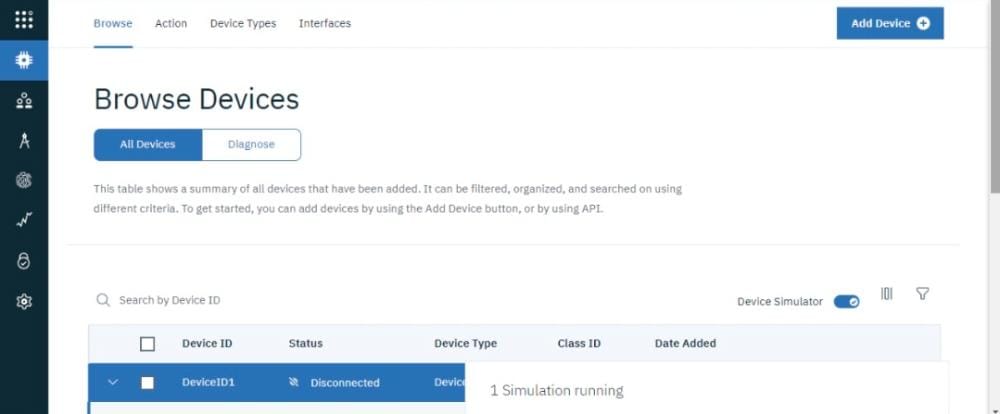 Browse Action Device Types Interfaces Add Device
Browse Devices
All Devices Diagnose
This table shows a summary of all devices that have been added. It can be filtered, organized, and searched on using
different criteria. To get started, you can add devices by using the Add Device button, or by using API.
Search by Device ID Device Simulator
Device ID Status Device Type Class ID Date Added
DeviceID1 Disconnected Device
1 Simulation running